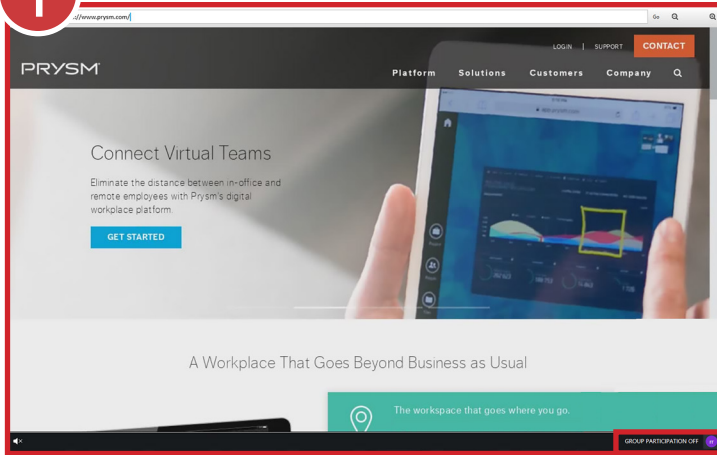 ://www.prysm.com/
Go
LOGIN | SUPPORT CONTACT
PRYSM
Platform Solutions Customers Company
Connect Virtual Teams
Eliminate the distance between in-office and
remote employees with Prysm's digital
workplace platform.
GET STARTED
A Workplace That Goes Beyond Business as Usual
The workspace that goes where you go.
GROUP PARTICIPATION OFF